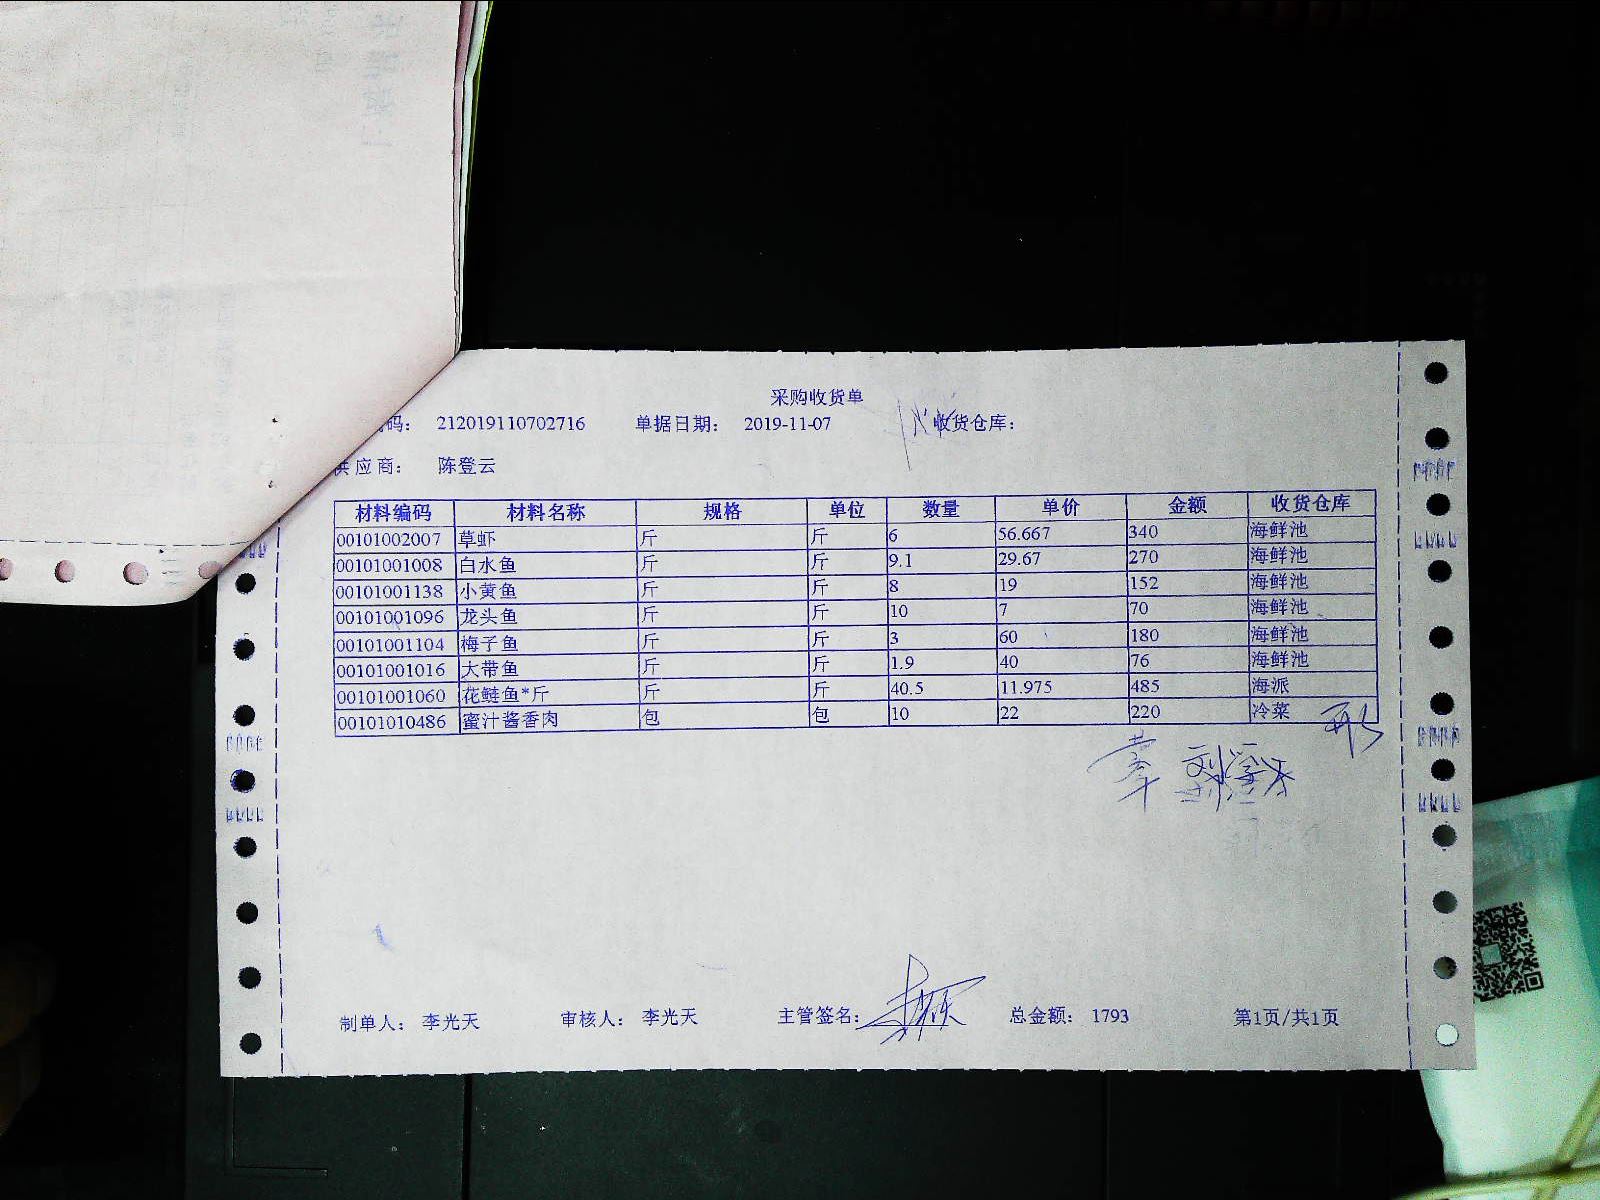 采购收货单
码: 212019110702716 单据日期: 2019-11-07 收货仓库:
供应商: 陈登云
材料编码 材料名称 规格 单位 数量 单价 金额 收货仓库
00101002007 草虾 斤 斤 6 56.667 340 海鲜池
00101001008 白水鱼 斤 斤 9.1 29.67 270 海鲜池
00101001138 小黄鱼 斤 斤 8 19 152 海鲜池
00101001096 龙头鱼 斤 斤 10 7 70 海鲜池
00101001104 梅子鱼 斤 斤 3 60 180 海鲜池
00101001016 大带鱼 斤 斤 1.9 40 76 海鲜池
00101001060 花鲢鱼*斤 斤 斤 40.5 11.975 485 海派
00101010486 蜜汁酱香肉 包 包 10 22 220 冷菜
制单人: 李光天 审核人: 李光天 主管签名: 总金额: 1793 第1页/共1页